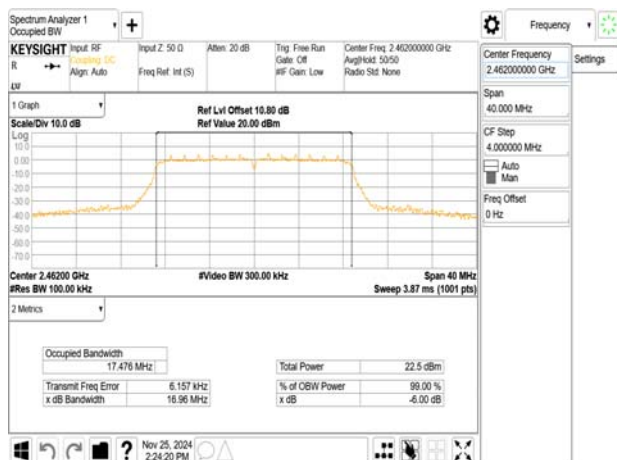 Spectrum Analyzer 1
Occupied BW
+
Frequency
KEYSIGHT
R
Input: RF
Coupling: DC
Align: Auto
Input Z: 50 Ω
Freq Ref: Int (S)
Atten: 20 dB
Trig: Free Run
Gate: Off
#IF Gain: Low
Center Freq: 2.462000000 GHz
Avg|Hold: 50/50
Radio Std: None
Center Frequency
2.462000000 GHz
Settings
Span
40.000 MHz
CF Step
4.000000 MHz
Auto
Man
Freq Offset
0 Hz
1 Graph
Scale/Div 10.0 dB
Ref Lvl Offset 10.80 dB
Ref Value 20.00 dBm
Log
10.0
0.00
-10.0
-20.0
-30.0
-40.0
-50.0
-60.0
-70.0
Center 2.46200 GHz
#Video BW 300.00 kHz
Span 40 MHz
#Res BW 100.00 kHz
Sweep 3.87 ms (1001 pts)
2 Metrics
Occupied Bandwidth
17.476 MHz
Total Power 22.5 dBm
Transmit Freq Error 6.157 kHz
% of OBW Power 99.00 %
x dB Bandwidth 16.96 MHz
x dB -6.00 dB
?
Nov 25, 2024
2:24:20 PM